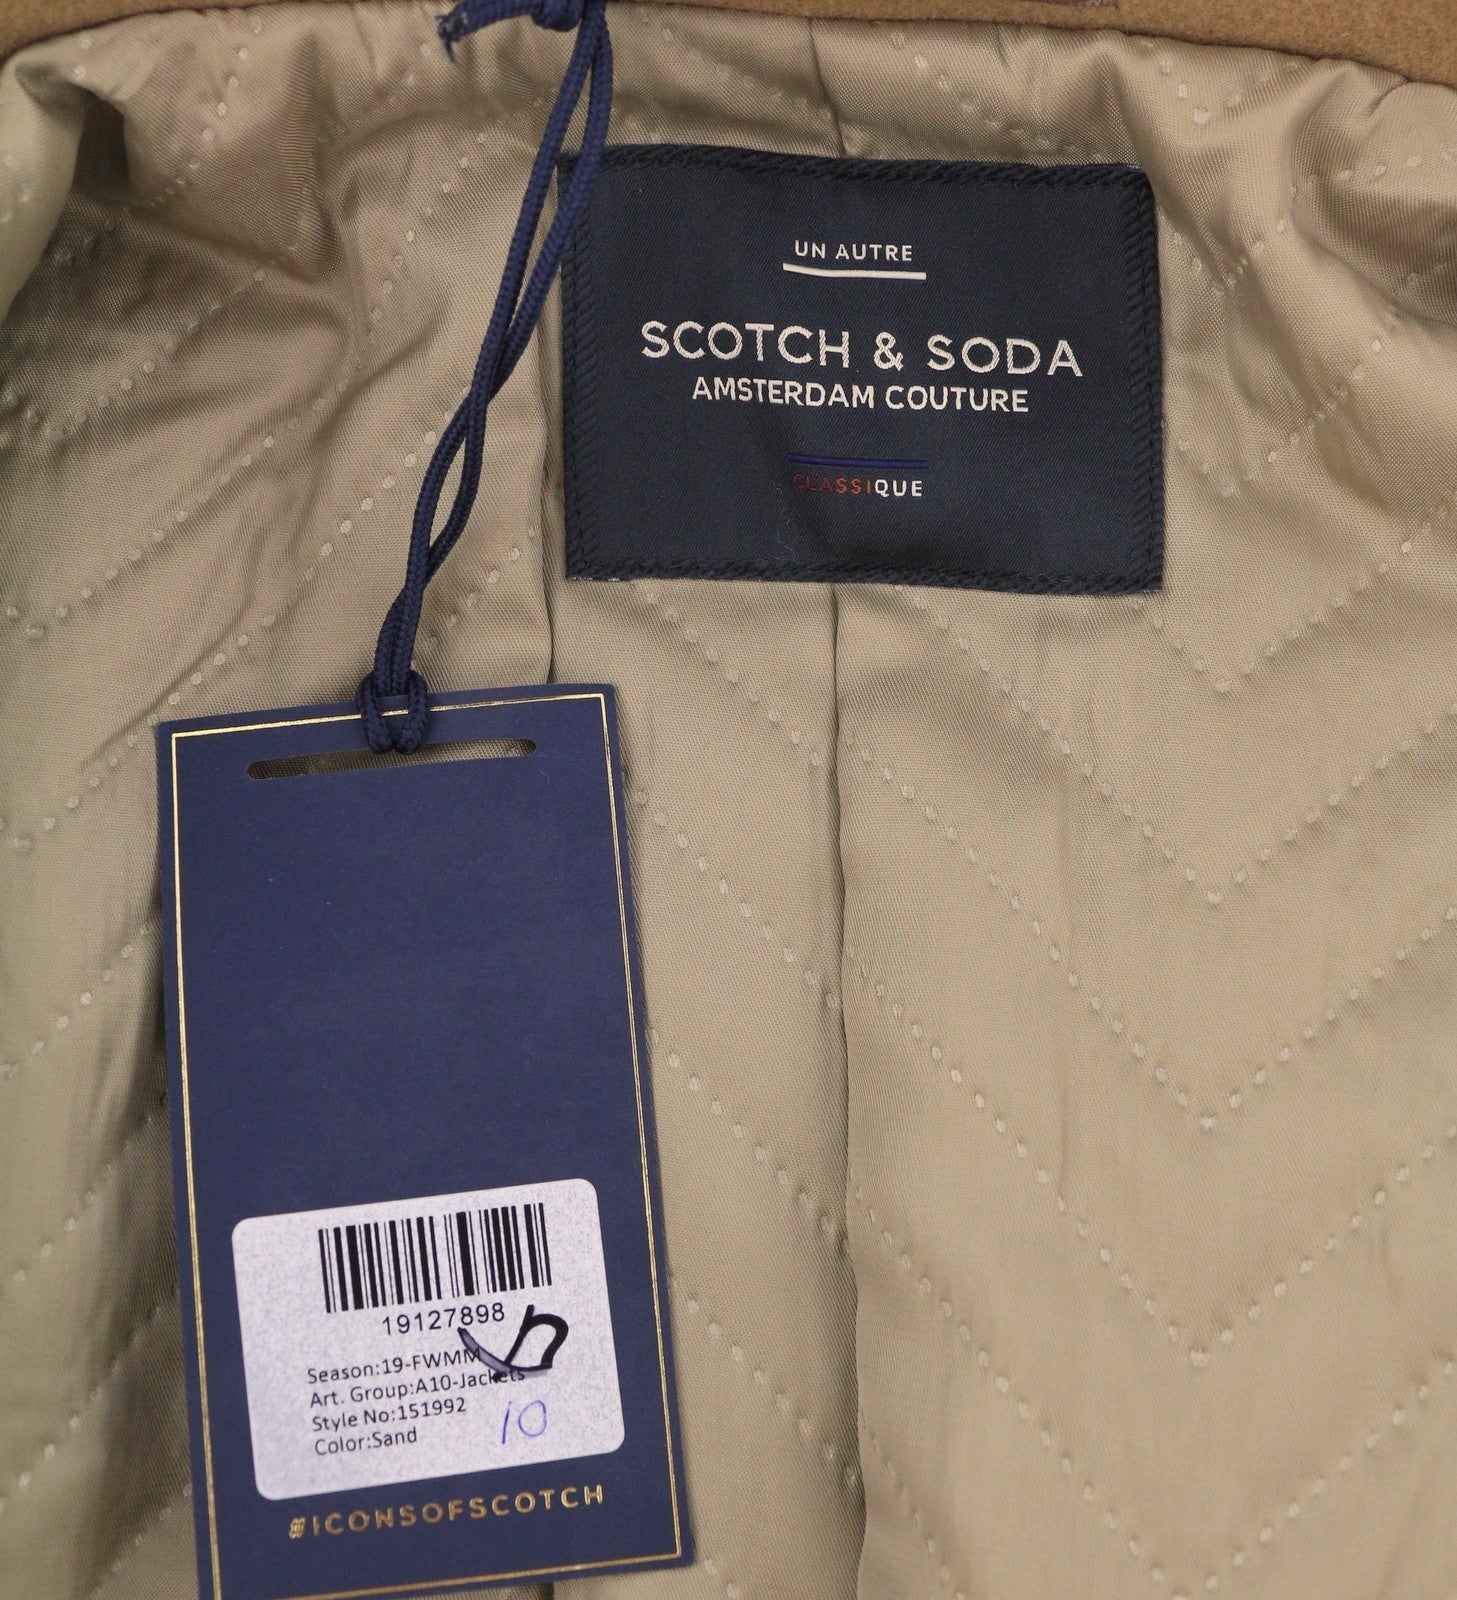 UN AUTRE
SCOTCH & SODA
AMSTERDAM COUTURE
CLASSIQUE
19127898
Season:19-FWMM
Art. Group:A10-Jackets
Style No:151992
Color:Sand
10
#ICONSOFSCOTCH